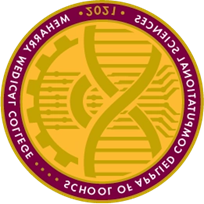 MEHARRY MEDICAL COLLEGE
SCHOOL OF APPLIED COMPUTATIONAL SCIENCES
2021